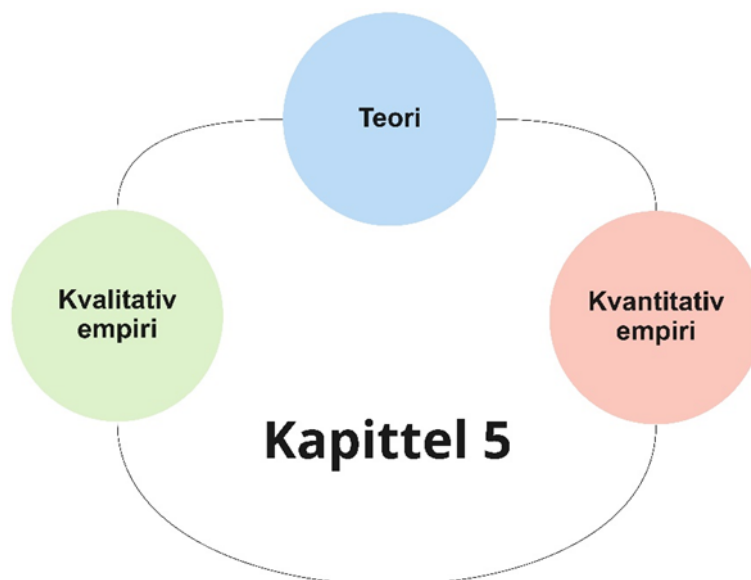 Teori
Kvalitativ
empiri
Kvantitativ
empiri
Kapittel 5